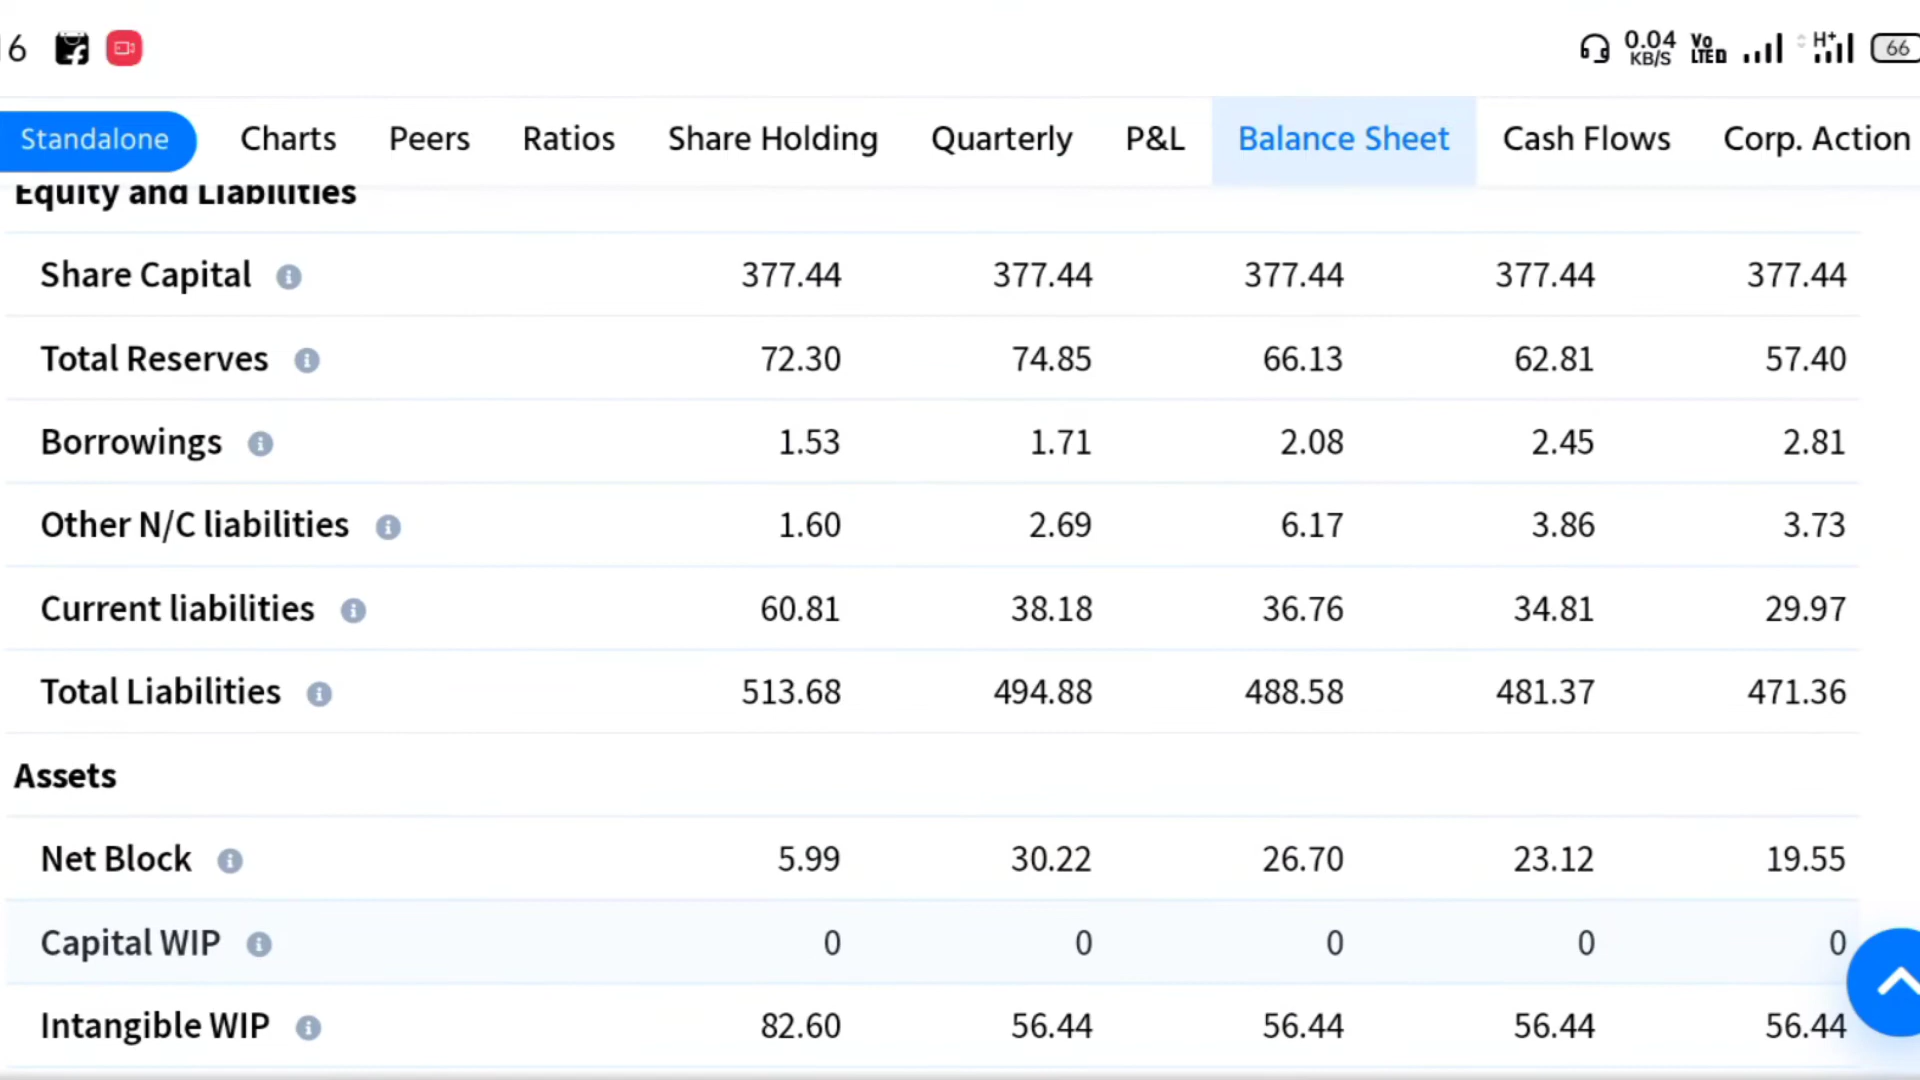 6 0.04 KB/S Vo LTE H+ 66
Standalone Charts Peers Ratios Share Holding Quarterly P&L Balance Sheet Cash Flows Corp. Action
Equity and Liabilities
Share Capital 377.44 377.44 377.44 377.44 377.44
Total Reserves 72.30 74.85 66.13 62.81 57.40
Borrowings 1.53 1.71 2.08 2.45 2.81
Other N/C liabilities 1.60 2.69 6.17 3.86 3.73
Current liabilities 60.81 38.18 36.76 34.81 29.97
Total Liabilities 513.68 494.88 488.58 481.37 471.36
Assets
Net Block 5.99 30.22 26.70 23.12 19.55
Capital WIP 0 0 0 0 0
Intangible WIP 82.60 56.44 56.44 56.44 56.44